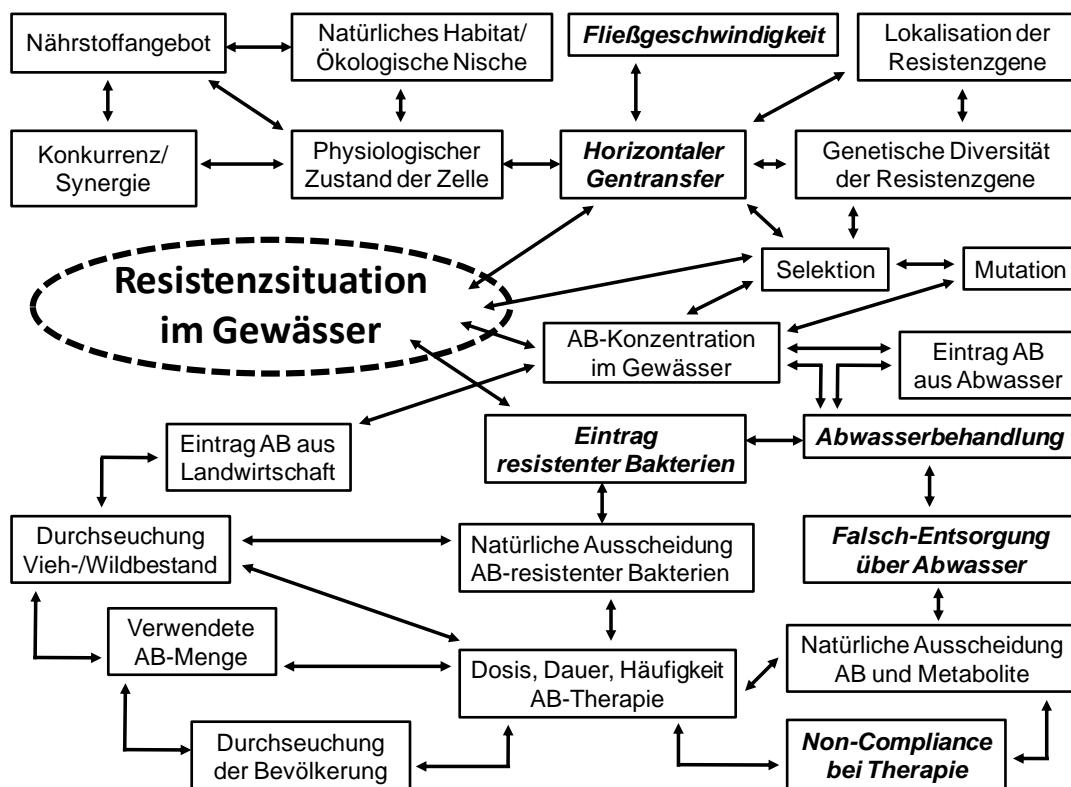 Nährstoffangebot
Natürliches Habitat/
Ökologische Nische
Fließgeschwindigkeit
Lokalisation der
Resistenzgene
Konkurrenz/
Synergie
Physiologischer
Zustand der Zelle
Horizontaler
Gentransfer
Genetische Diversität
der Resistenzgene
Resistenzsituation
im Gewässer
Selektion
Mutation
AB-Konzentration
im Gewässer
Eintrag AB
aus Abwasser
Eintrag AB aus
Landwirtschaft
Eintrag
resistenter Bakterien
Abwasserbehandlung
Durchseuchung
Vieh-/Wildbestand
Natürliche Ausscheidung
AB-resistenter Bakterien
Falsch-Entsorgung
über Abwasser
Verwendete
AB-Menge
Dosis, Dauer, Häufigkeit
AB-Therapie
Natürliche Ausscheidung
AB und Metabolite
Durchseuchung
der Bevölkerung
Non-Compliance
bei Therapie